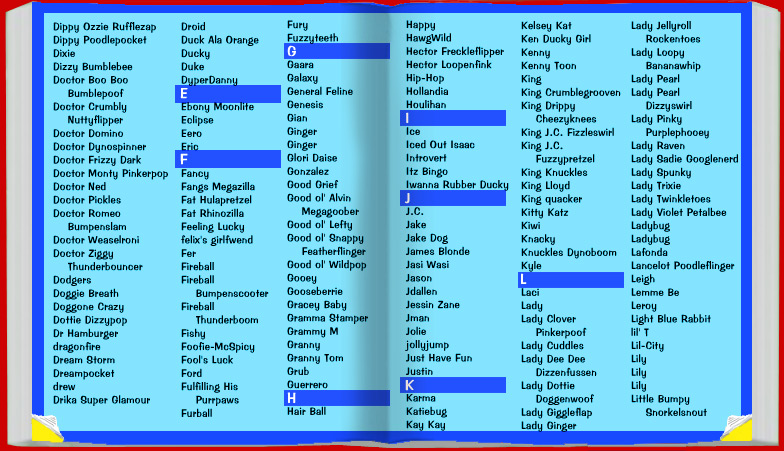 Dippy Ozzie Rufflezap
Dippy Poodlepocket
Dixie
Dizzy Bumblebee
Doctor Boo Boo
Bumblepoof
Doctor Crumbly
Nuttyflipper
Doctor Domino
Doctor Dynospinner
Doctor Frizzy Dark
Doctor Monty Pinkerpop
Doctor Ned
Doctor Pickles
Doctor Romeo
Bumpenslam
Doctor Weaselroni
Doctor Ziggy
Thunderbouncer
Dodgers
Doggie Breath
Doggone Crazy
Dottie Dizzypop
Dr Hamburger
dragonfire
Dream Storm
Dreampocket
drew
Drika Super Glamour
Droid
Duck Ala Orange
Ducky
Duke
DyperDanny
E
Ebony Moonlite
Eclipse
Eero
Eric
F
Fancy
Fangs Megazilla
Fat Hulapretzel
Fat Rhinozilla
Feeling Lucky
felix's girlfwend
Fer
Fireball
Fireball
Bumpenscooter
Fireball
Thunderboom
Fishy
Foofie-McSpicy
Fool's Luck
Ford
Fulfilling His
Purrpaws
Furball
Fury
Fuzzyteeth
G
Gaara
Galaxy
General Feline
Genesis
Gian
Ginger
Ginger
Glori Daise
Gonzalez
Good Grief
Good ol' Alvin
Megagoober
Good ol' Lefty
Good ol' Snappy
Featherflinger
Good ol' Wildpop
Gooey
Gooseberrie
Gracey Baby
Gramma Stamper
Grammy M
Granny
Granny Tom
Grub
Guerrero
H
Hair Ball
Happy
HawgWild
Hector Freckleflipper
Hector Loopenfink
Hip-Hop
Hollandia
Houlihan
I
Ice
Iced Out Isaac
Introvert
Itz Bingo
Iwanna Rubber Ducky
J
J.C.
Jake
Jake Dog
James Blonde
Jasi Wasi
Jason
Jdallen
Jessin Zane
Jman
Jolie
jollyjump
Just Have Fun
Justin
K
Karma
Katiebug
Kay Kay
Kelsey Kat
Ken Ducky Girl
Kenny
Kenny Toon
King
King Crumblegrooven
King Drippy
Cheezyknees
King J.C. Fizzleswirl
King J.C.
Fuzzypretzel
King Knuckles
King Lloyd
King quacker
Kitty Katz
Kiwi
Knacky
Knuckles Dynoboom
Kyle
L
Laci
Lady
Lady Clover
Pinkerpoof
Lady Cuddles
Lady Dee Dee
Dizzenfussen
Lady Dottie
Doggenwoof
Lady Giggleflap
Lady Ginger
Lady Jellyroll
Rockentoes
Lady Loopy
Bananawhip
Lady Pearl
Lady Pearl
Dizzyswirl
Lady Pinky
Purplephooey
Lady Raven
Lady Sadie Googlenerd
Lady Spunky
Lady Trixie
Lady Twinkletoes
Lady Violet Petalbee
Ladybug
Ladybug
Lafonda
Lancelot Poodleflinger
Leigh
Lemme Be
Leroy
Light Blue Rabbit
lil' T
Lil-City
Lily
Lily
Lily
Little Bumpy
Snorkelsnout